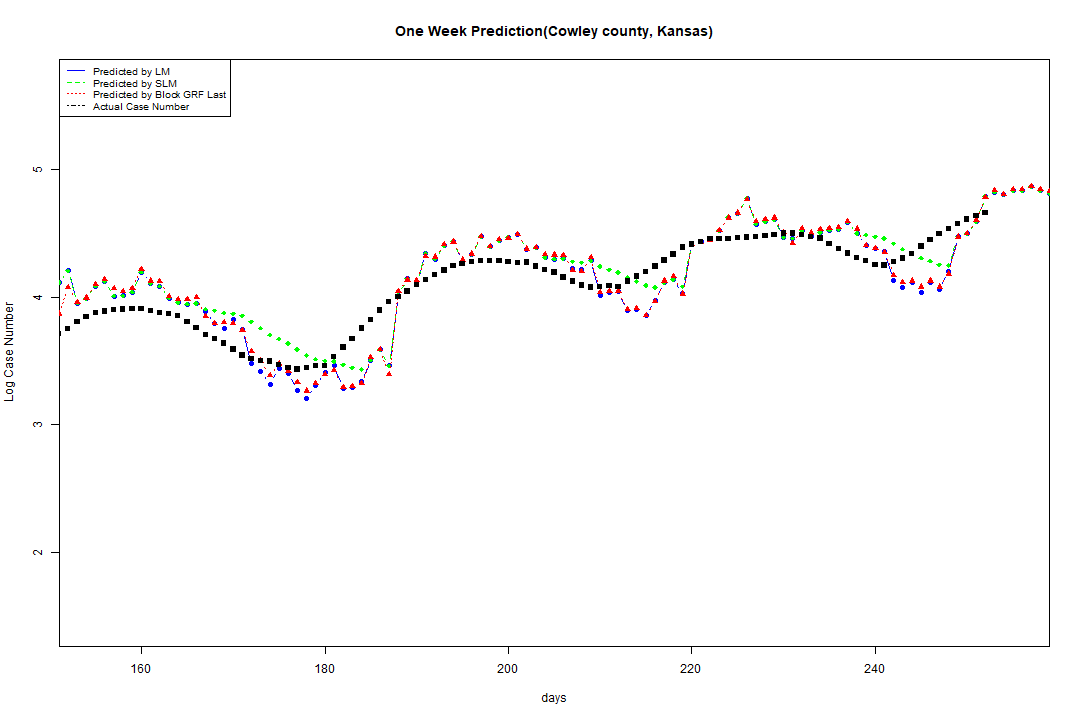 One Week Prediction(Cowley county, Kansas)
Predicted by LM
Predicted by SLM
Predicted by Block GRF Last
Actual Case Number
5
4
3
2
Log Case Number
160 180 200 220 240
days